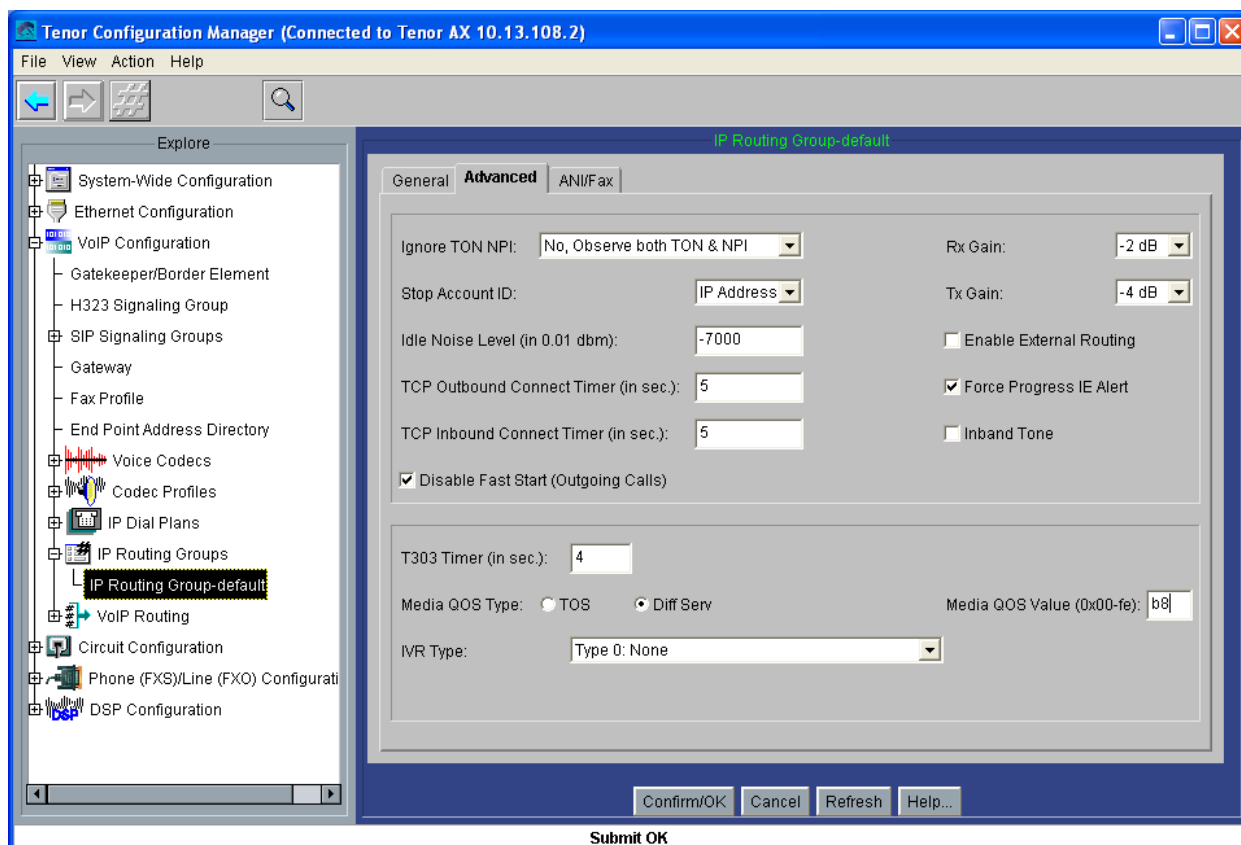 Tenor Configuration Manager (Connected to Tenor AX 10.13.108.2)
File View Action Help
Explore
System-Wide Configuration
Ethernet Configuration
VoIP Configuration
Gatekeeper/Border Element
H323 Signaling Group
SIP Signaling Groups
Gateway
Fax Profile
End Point Address Directory
Voice Codecs
Codec Profiles
IP Dial Plans
IP Routing Groups
IP Routing Group-default
VoIP Routing
Circuit Configuration
Phone (FXS)/Line (FXO) Configurati
DSP
DSP Configuration
IP Routing Group-default
General Advanced ANI/Fax
Ignore TON NPI: No, Observe both TON & NPI Rx Gain: -2 dB
Stop Account ID: IP Address Tx Gain: -4 dB
Idle Noise Level (in 0.01 dbm): -7000 Enable External Routing
TCP Outbound Connect Timer (in sec.): 5 Force Progress IE Alert
TCP Inbound Connect Timer (in sec.): 5 Inband Tone
Disable Fast Start (Outgoing Calls)
T303 Timer (in sec.): 4
Media QOS Type: TOS Diff Serv Media QOS Value (0x00-fe): b8
IVR Type: Type 0: None
Confirm/OK Cancel Refresh Help...
Submit OK